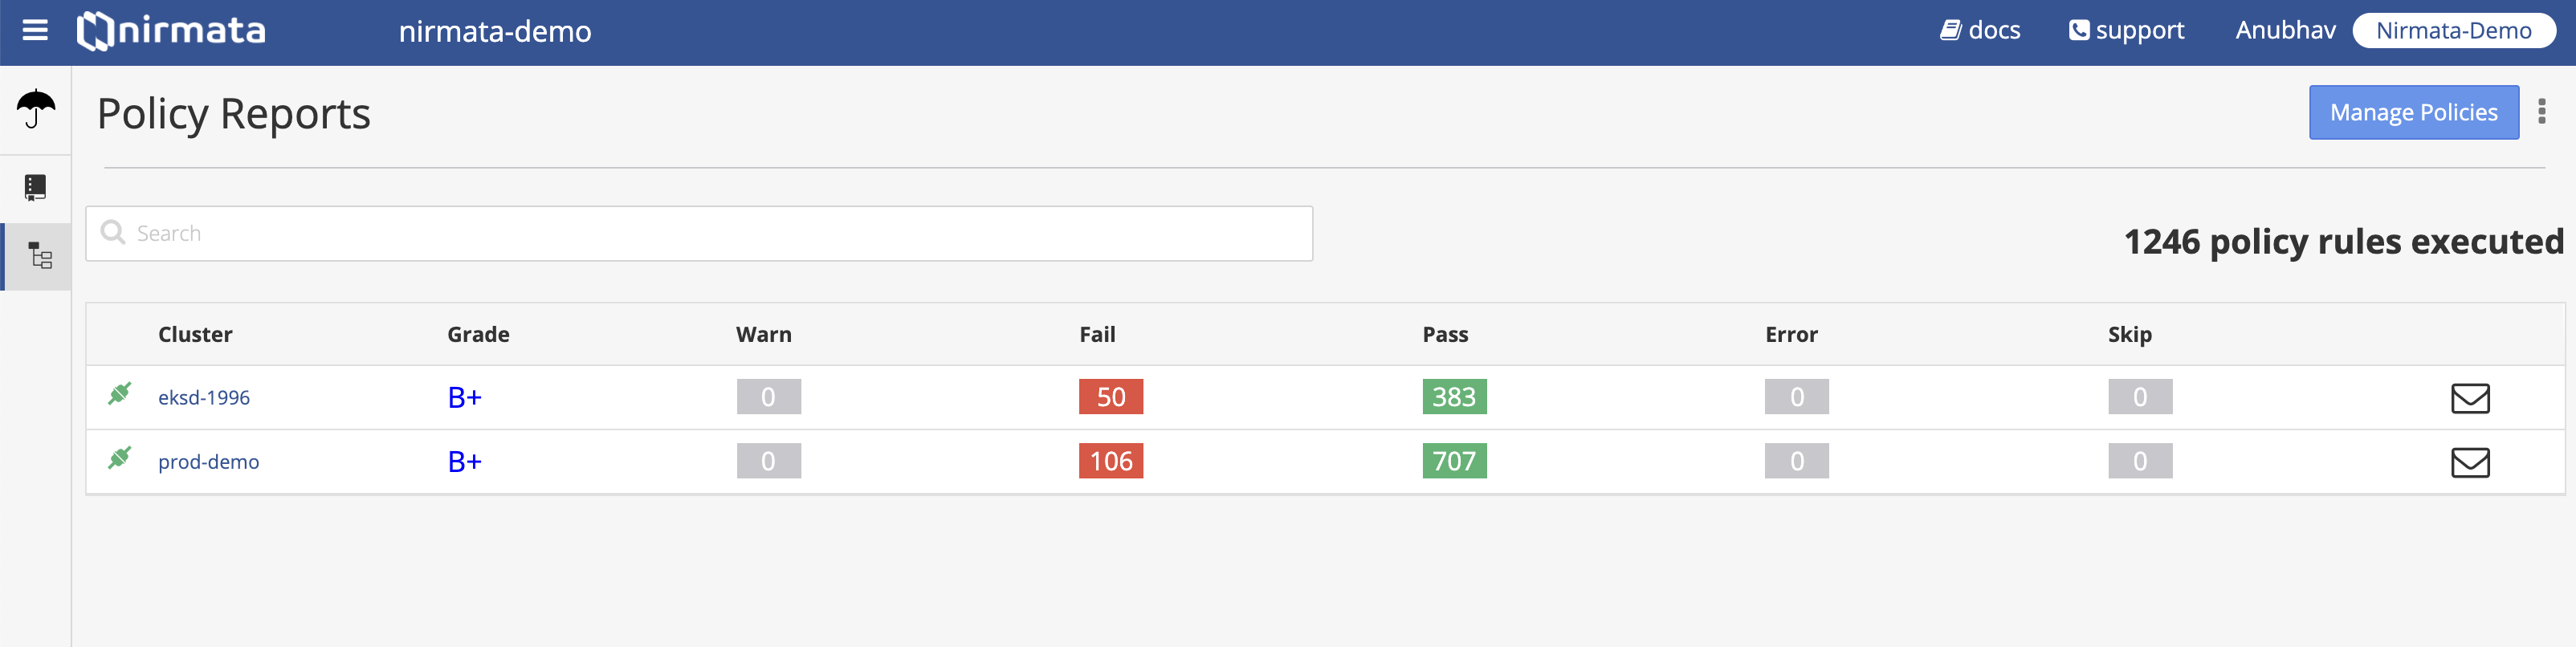 nirmata nirmata-demo docs support Anubhav Nirmata-Demo
Policy Reports Manage Policies
Search
1246 policy rules executed
Cluster Grade Warn Fail Pass Error Skip
eksd-1996 B+ 0 50 383 0 0
prod-demo B+ 0 106 707 0 0